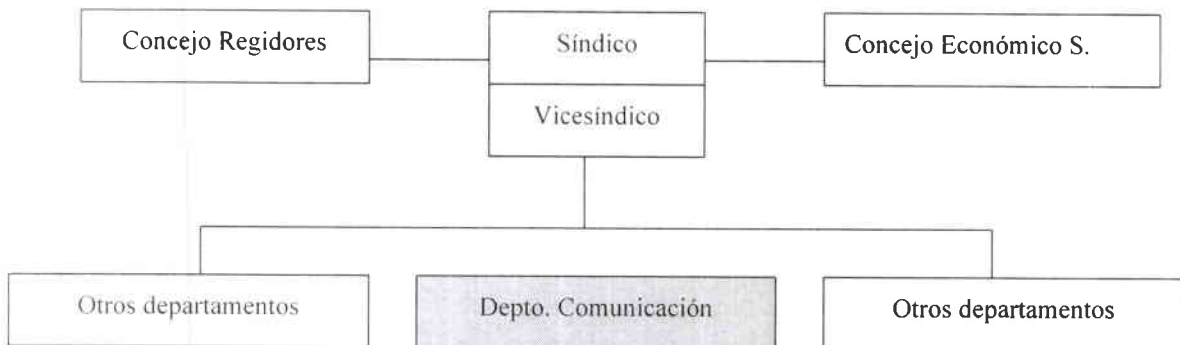 Concejo Regidores
Síndico
Concejo Económico S.
Vicesíndico
Otros departamentos
Depto. Comunicación
Otros departamentos